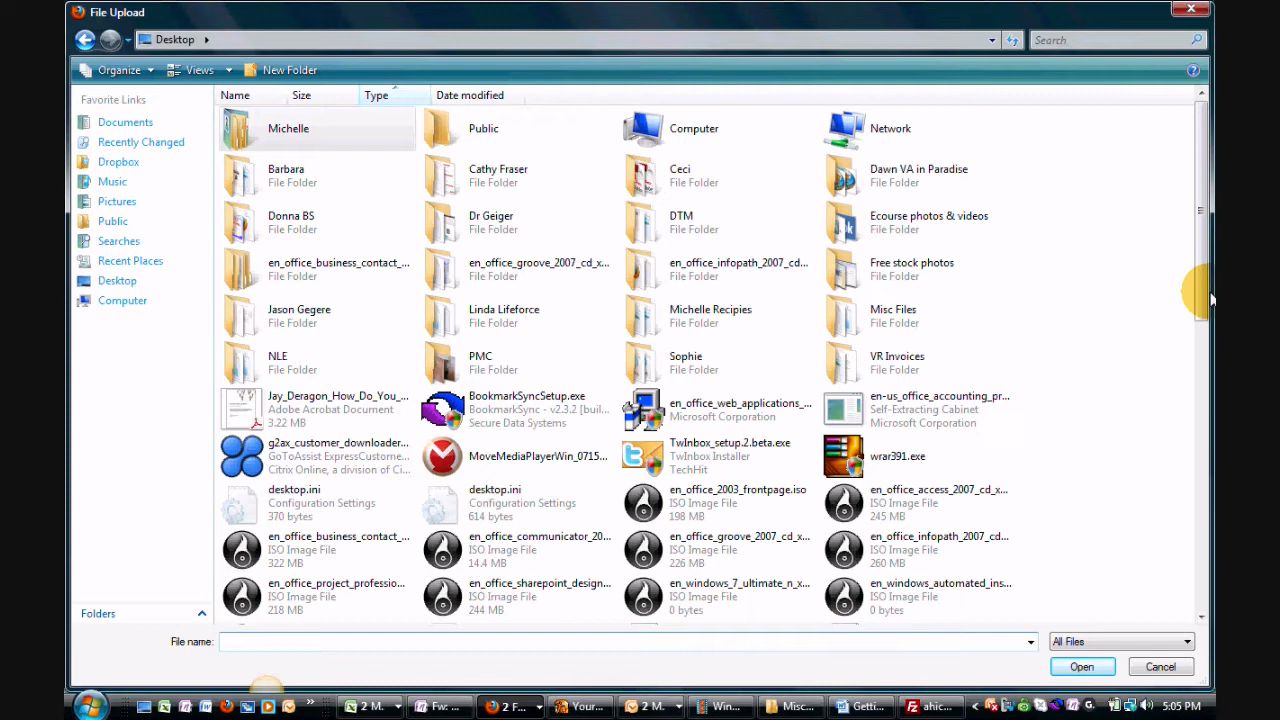 File Upload
Desktop
Search
Organize
Views
New Folder
Favorite Links
Documents
Recently Changed
Dropbox
Music
Pictures
Public
Searches
Recent Places
Desktop
Computer
Folders
Name
Size
Type
Date modified
Michelle
Public
Computer
Network
Barbara
File Folder
Cathy Fraser
File Folder
Ceci
File Folder
Dawn VA in Paradise
File Folder
Donna BS
File Folder
Dr Geiger
File Folder
DTM
File Folder
Ecourse photos & videos
File Folder
en_office_business_contact_...
File Folder
en_office_groove_2007_cd_x...
File Folder
en_office_infopath_2007_cd...
File Folder
Free stock photos
File Folder
Jason Gegere
File Folder
Linda Lifeforce
File Folder
Michelle Recipies
File Folder
Misc Files
File Folder
NLE
File Folder
PMC
File Folder
Sophie
File Folder
VR Invoices
File Folder
Jay_Deragon_How_Do_You_...
Adobe Acrobat Document
3.22 MB
BookmarkSyncSetup.exe
BookmarkSync - v2.3.2 [buil...
Secure Data Systems
en_office_web_applications_...
Microsoft Corporation
en-us_office_accounting_pr...
Self-Extracting Cabinet
Microsoft Corporation
g2ax_customer_downloader...
GoToAssist ExpressCustome...
Citrix Online, a division of Ci...
MoveMediaPlayerWin_0715...
TwInbox_setup.2.beta.exe
TwInbox Installer
TechHit
wrar391.exe
desktop.ini
Configuration Settings
370 bytes
desktop.ini
Configuration Settings
614 bytes
en_office_2003_frontpage.iso
ISO Image File
198 MB
en_office_access_2007_cd_x...
ISO Image File
245 MB
en_office_business_contact_...
ISO Image File
322 MB
en_office_communicator_20...
ISO Image File
14.4 MB
en_office_groove_2007_cd_x...
ISO Image File
226 MB
en_office_infopath_2007_cd...
ISO Image File
260 MB
en_office_project_professio...
ISO Image File
218 MB
en_office_sharepoint_design...
ISO Image File
244 MB
en_windows_7_ultimate_n_x...
ISO Image File
0 bytes
en_windows_automated_ins...
ISO Image File
0 bytes
File name:
All Files
Open
Cancel
2 M...
Fw: ...
2 F...
Your...
2 M...
Win...
Misc...
Getti...
ahic...
5:05 PM